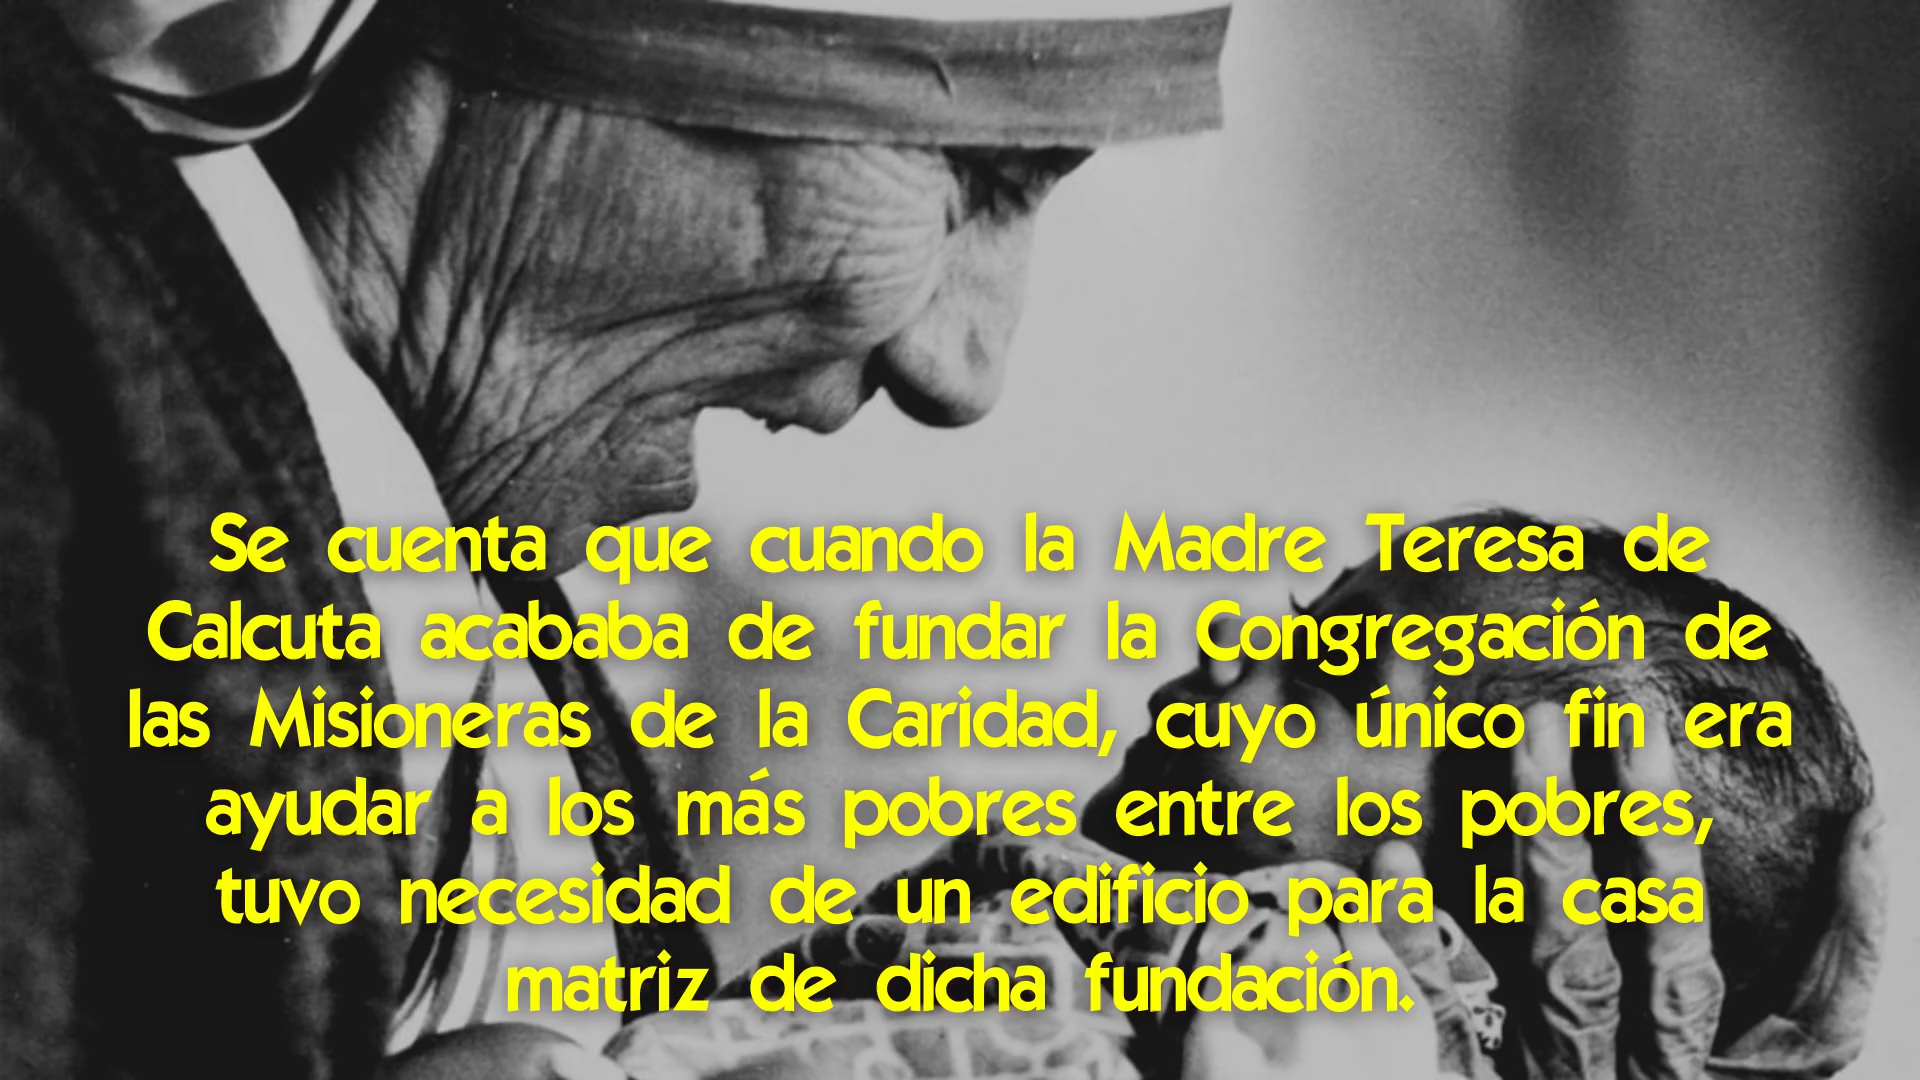 Se cuenta que cuando la Madre Teresa de
Calcuta acababa de fundar la Congregación de
las Misioneras de la Caridad, cuyo único fin era
ayudar a los más pobres entre los pobres,
tuvo necesidad de un edificio para la casa
matriz de dicha fundación.